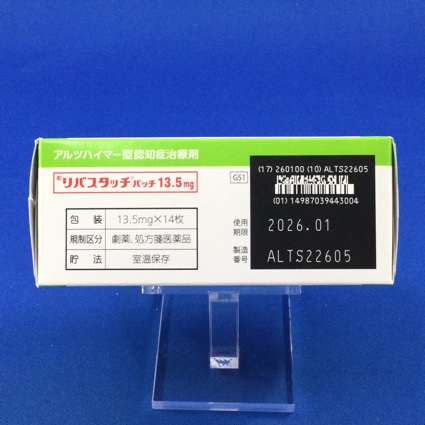 アルツハイマー型認知症治療剤
リバスタッチ®パッチ13.5mg
包 装 13.5mg×14枚
規制区分 劇薬、処方箋医薬品
貯 法 室温保存
GS1
(17) 260100 (10) ALTS22605
(01) 14987039443004
使用期限 2026.01
製造番号 ALTS22605